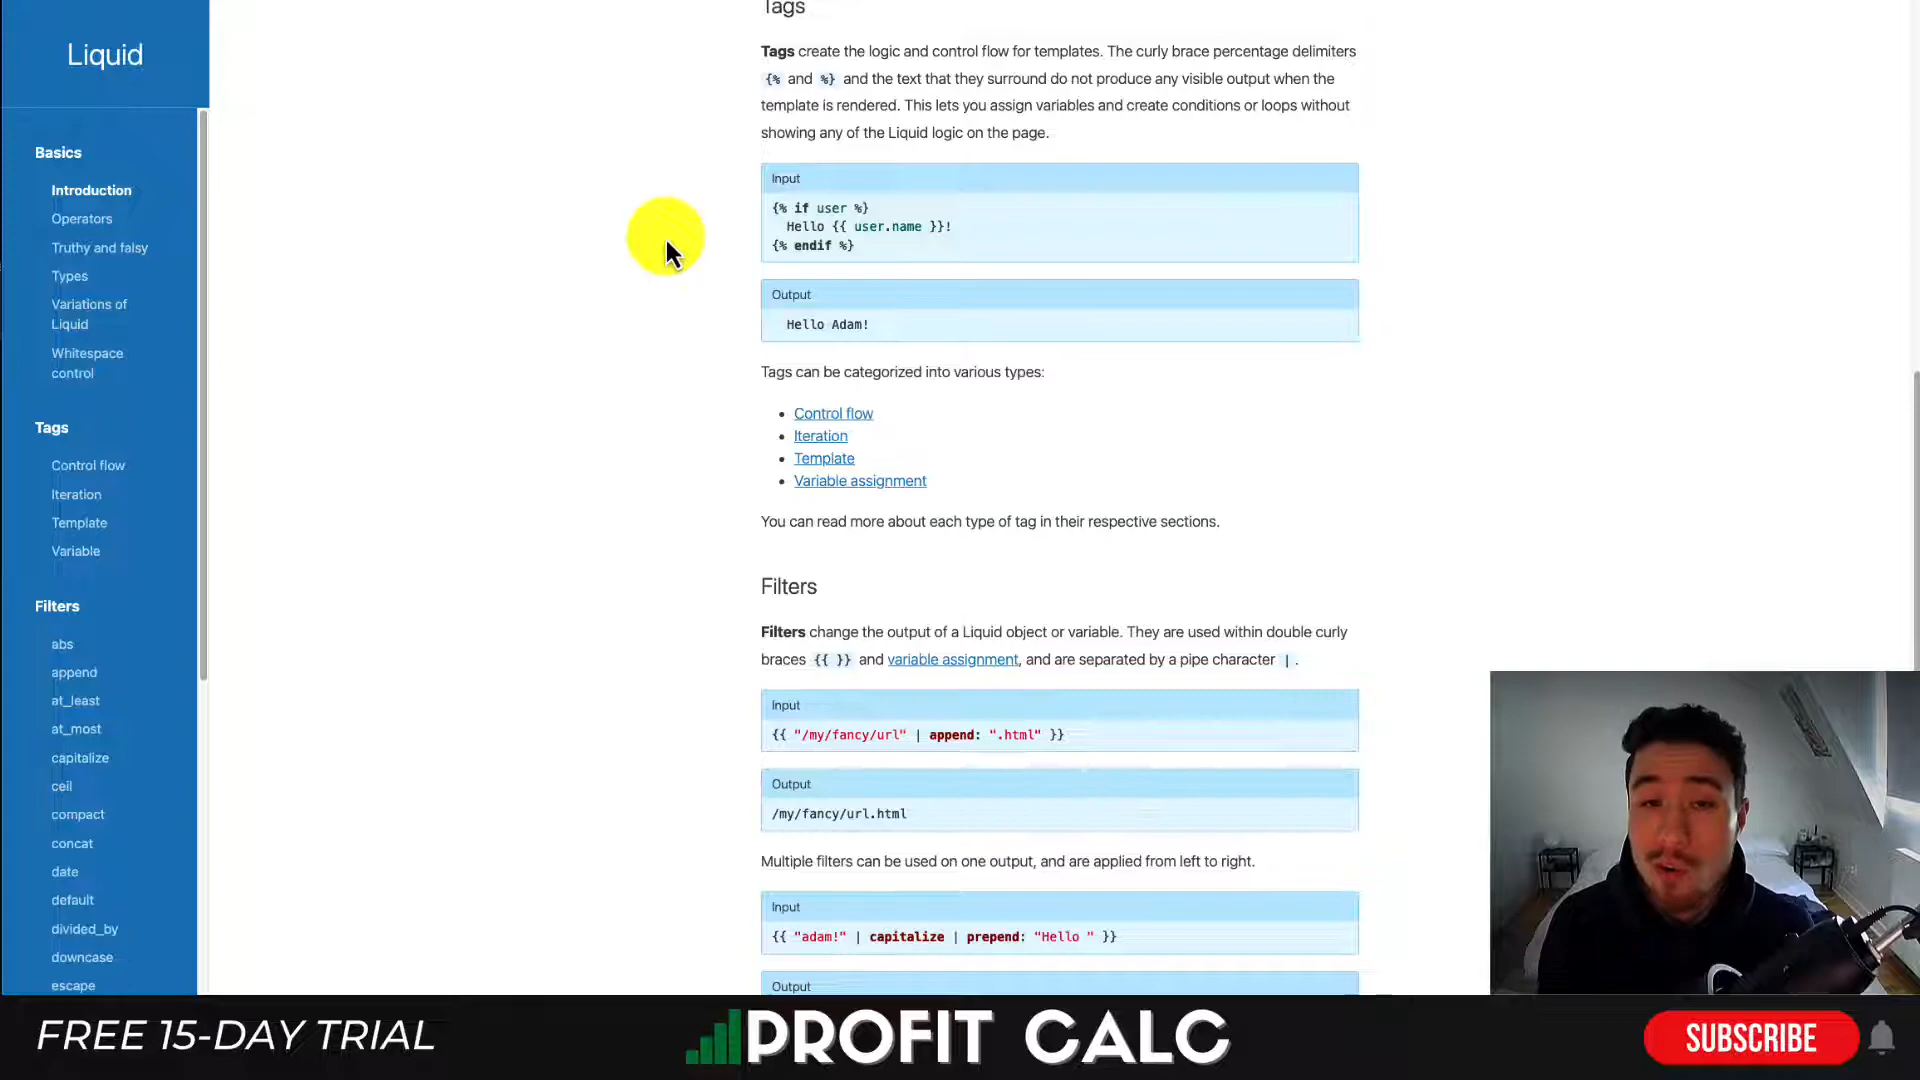 Liquid
Basics
Introduction
Operators
Truthy and falsy
Types
Variations of
Liquid
Whitespace
control
Tags
Control flow
Iteration
Template
Variable
Filters
abs
append
at_least
at_most
capitalize
ceil
compact
concat
date
default
divided_by
downcase
escape
Tags
Tags create the logic and control flow for templates. The curly brace percentage delimiters
{% and %} and the text that they surround do not produce any visible output when the
template is rendered. This lets you assign variables and create conditions or loops without
showing any of the Liquid logic on the page.
Input
{% if user %}
Hello {{ user.name }}!
{% endif %}
Output
Hello Adam!
Tags can be categorized into various types:
• Control flow
• Iteration
• Template
• Variable assignment
You can read more about each type of tag in their respective sections.
Filters
Filters change the output of a Liquid object or variable. They are used within double curly
braces {{ }} and variable assignment, and are separated by a pipe character | .
Input
{{ "/my/fancy/url" | append: ".html" }}
Output
/my/fancy/url.html
Multiple filters can be used on one output, and are applied from left to right.
Input
{{ "adam!" | capitalize | prepend: "Hello " }}
Output
FREE 15-DAY TRIAL
PROFIT CALC
SUBSCRIBE